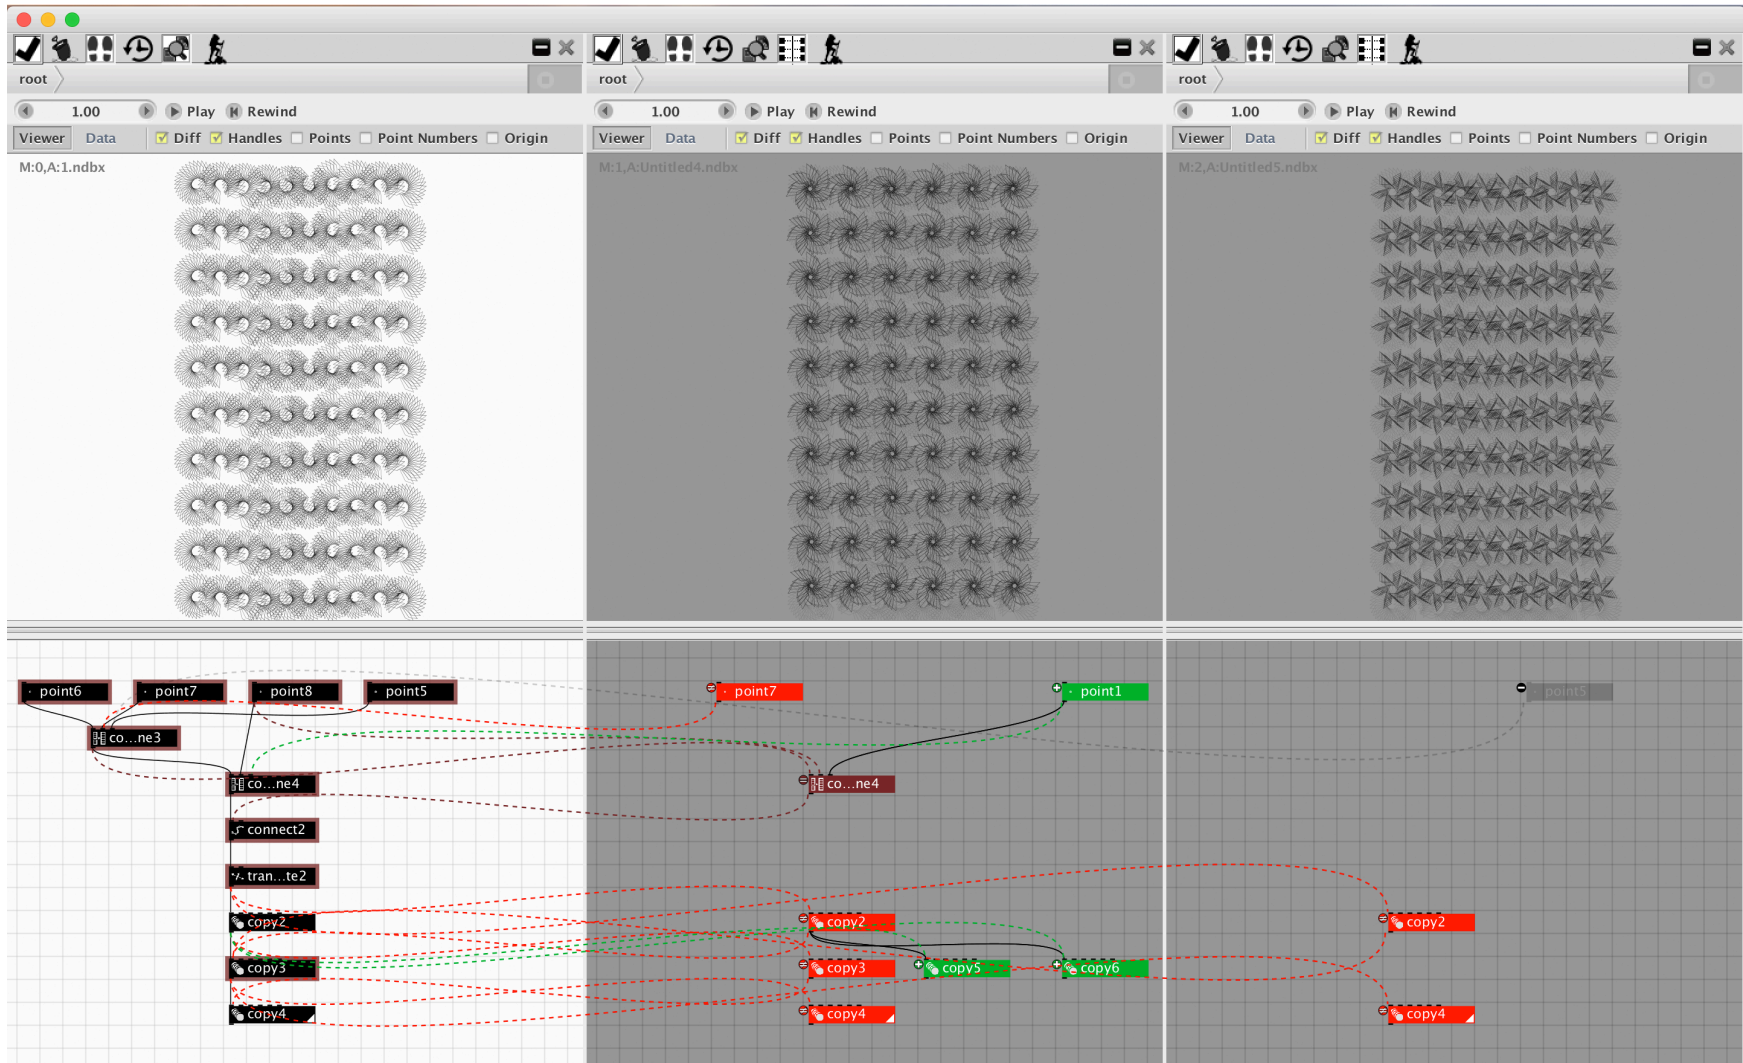 root
1.00 Play Rewind
Viewer Data Diff Handles Points Point Numbers Origin
M:0,A:1.ndbx
point6 point7 point8 point5
co...ne3
co...ne4
connect2
tran...te2
copy2
copy3
copy4
root
1.00 Play Rewind
Viewer Data Diff Handles Points Point Numbers Origin
M:1,A:Untitled4.ndbx
point7 point1
co...ne4
copy2
copy3 copy5 copy6
copy4
root
1.00 Play Rewind
Viewer Data Diff Handles Points Point Numbers Origin
M:2,A:Untitled5.ndbx
point5
copy2
copy4